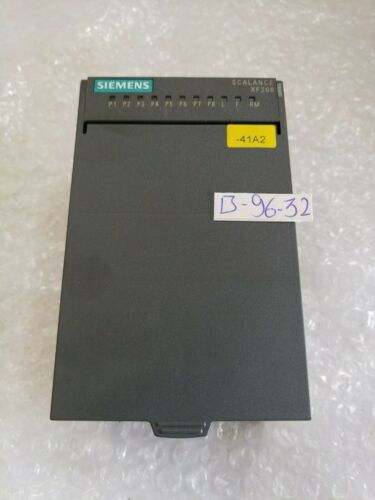 SIEMENS
SCALANCE
XF208
P1 P2 P3 P4 P5 P6 P7 P8 L F RM
-41A2
B-96-32